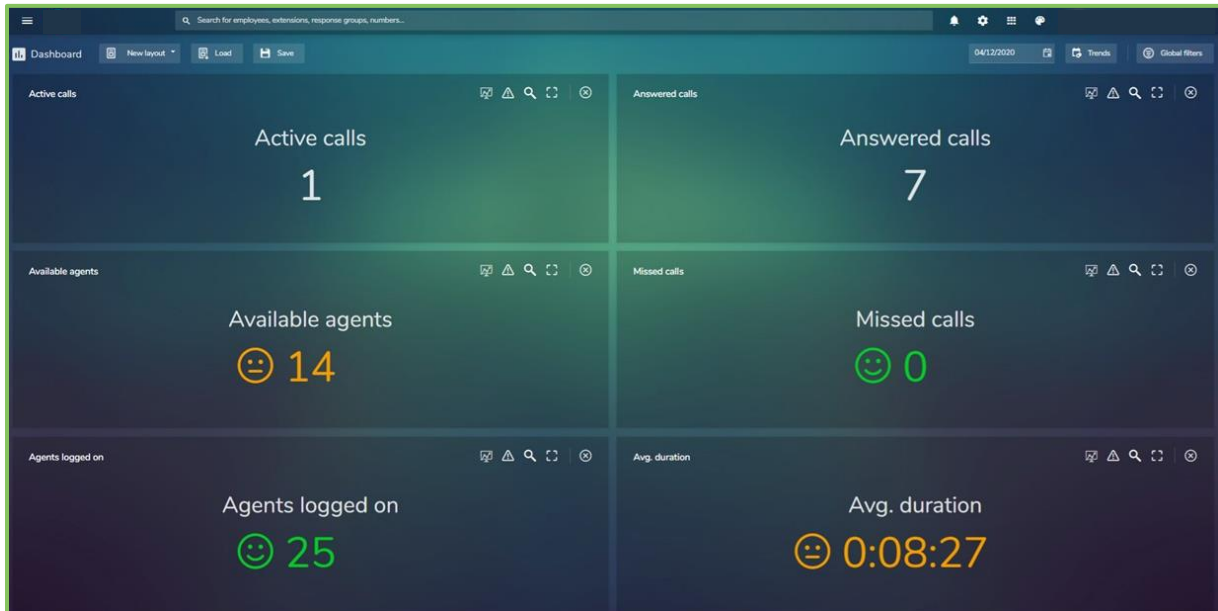 Search for employees, extensions, response groups, numbers...
Dashboard New layout Load Save 04/12/2020 Trends Global filters
Active calls
Active calls
1
Answered calls
Answered calls
7
Available agents
Available agents
14
Missed calls
Missed calls
0
Agents logged on
Agents logged on
25
Avg. duration
Avg. duration
0:08:27